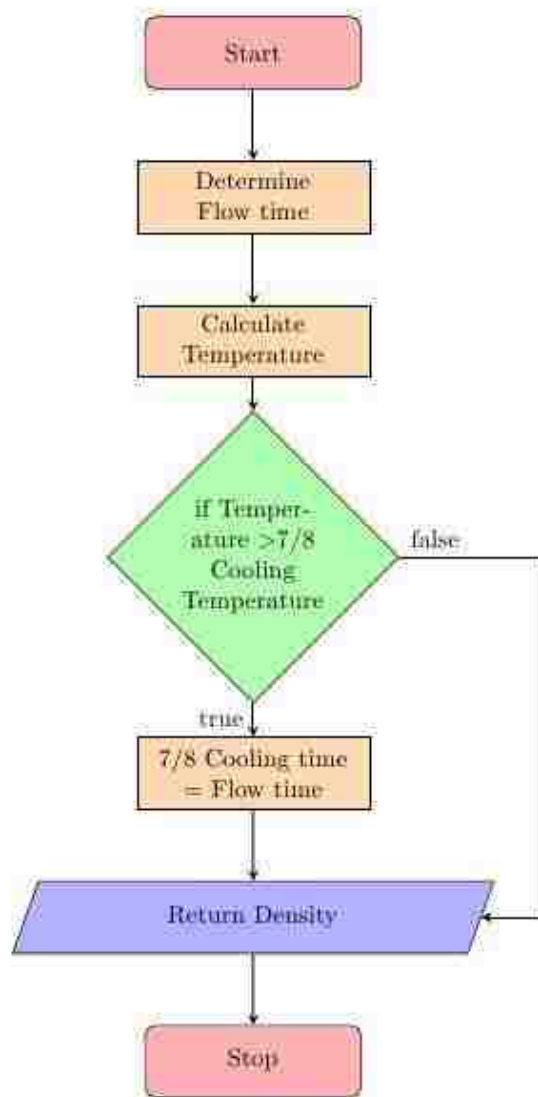 Start
Determine
Flow time
Calculate
Temperature
if Temper-
ature >7/8
Cooling
Temperature
false
true
7/8 Cooling time
= Flow time
Return Density
Stop